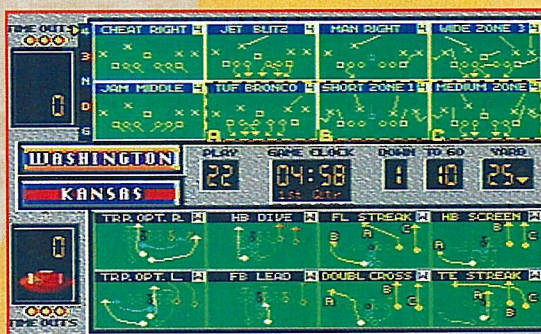 TIME OUTS
CHEAT RIGHT JET BLITZ MAN RIGHT WIDE ZONE 3
4
3
N
D
G
0
JAM MIDDLE TUF BRONCO SHORT ZONE 1 MEDIUM ZONE
A B C
WASHINGTON
KANSAS
PLAY GAME CLOCK DOWN TO GO YARD
22 04:58 1 10 25
1st Qtr.
TRP. OPT. R. HB DIVE FL STREAK HB SCREEN
B A C A B C
0
TRP. OPT. L. FB LEAD DOUBL CROSS TE STREAK
A B C A B C
TIME OUTS